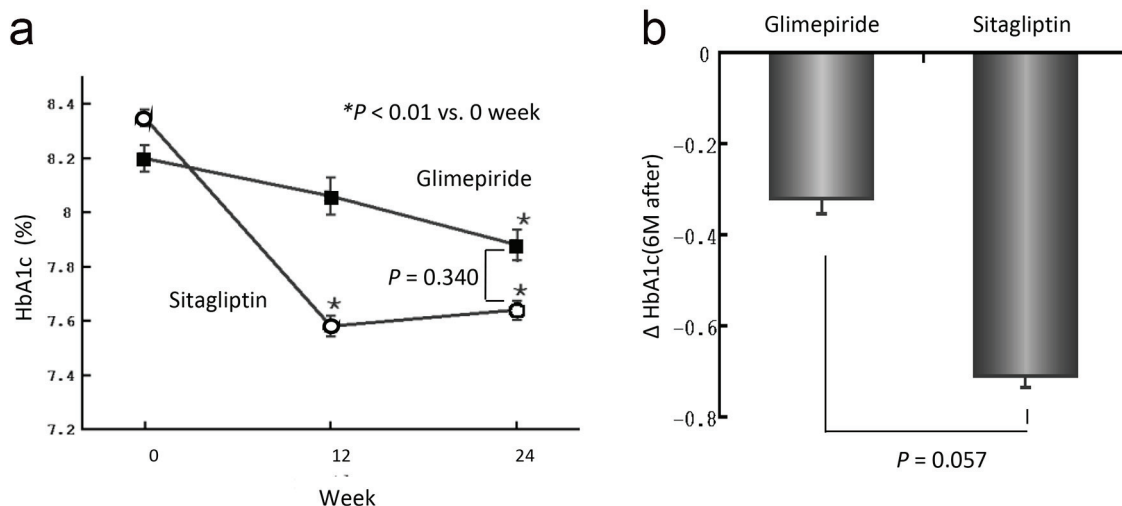 a
*P < 0.01 vs. 0 week
8.4
8.2
8
7.8
7.6
7.4
7.2
HbA1c (%)
Glimepiride
*
P = 0.340
Sitagliptin
*
*
0
12
24
Week
b
Glimepiride
Sitagliptin
0
−0.2
−0.4
−0.6
−0.8
Δ HbA1c(6M after)
P = 0.057